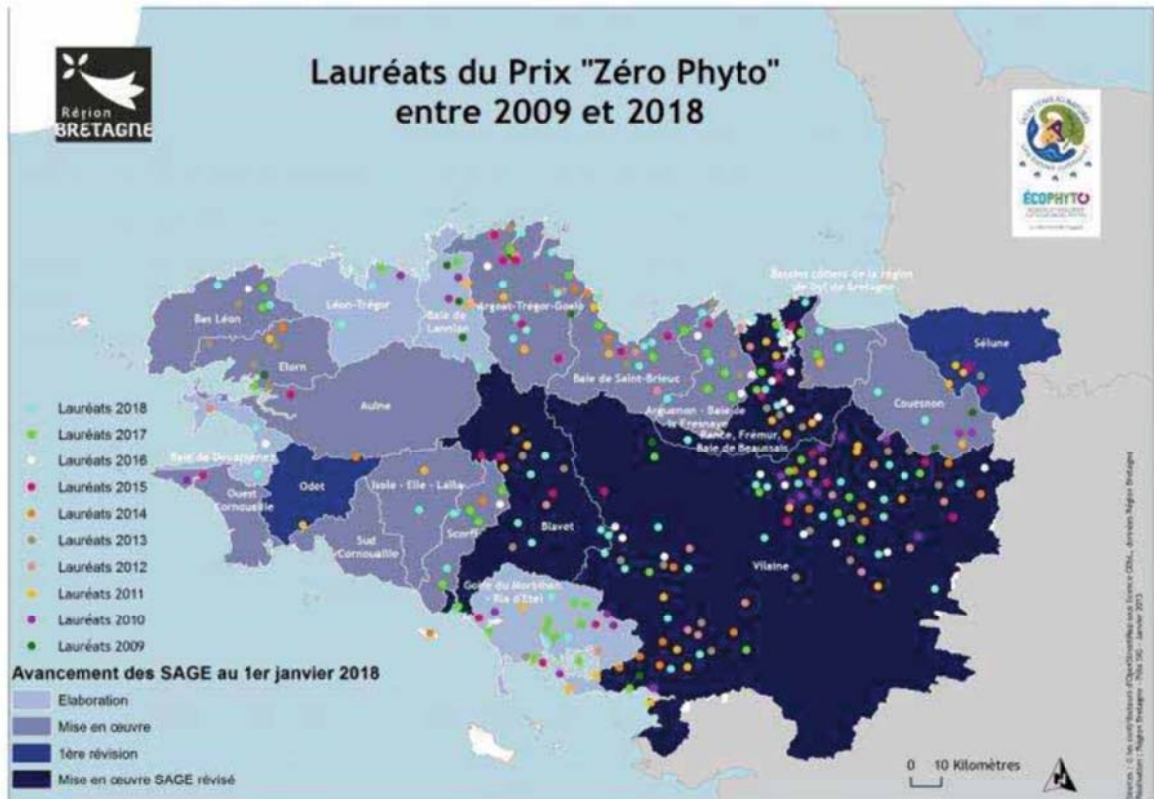 Lauréats du Prix "Zéro Phyto"
entre 2009 et 2018
Région
BRETAGNE
ÉCOPHYTO
Bassins côtiers de la région
de Dol de Bretagne
Léon-Trégor
Bas Léon
Baie de
Lannion
Argoat-Trégor-Goëlo
Sélune
Elorn
Baie de Saint-Brieuc
Aulne
Arguenon - Baie de
la Fresnaye
Rance, Frémur,
Baie de Beaussais
Couesnon
Baie de Douarnenez
Ouest
Cornouaille
Odet
Isole - Elle - Laïta
Scorff
Sud
Cornouaille
Blavet
Vilaine
Golfe du Morbihan
- Ria d'Etel
Lauréats 2018
Lauréats 2017
Lauréats 2016
Lauréats 2015
Lauréats 2014
Lauréats 2013
Lauréats 2012
Lauréats 2011
Lauréats 2010
Lauréats 2009
Avancement des SAGE au 1er janvier 2018
Elaboration
Mise en œuvre
1ère révision
Mise en œuvre SAGE révisé
0 10 Kilomètres